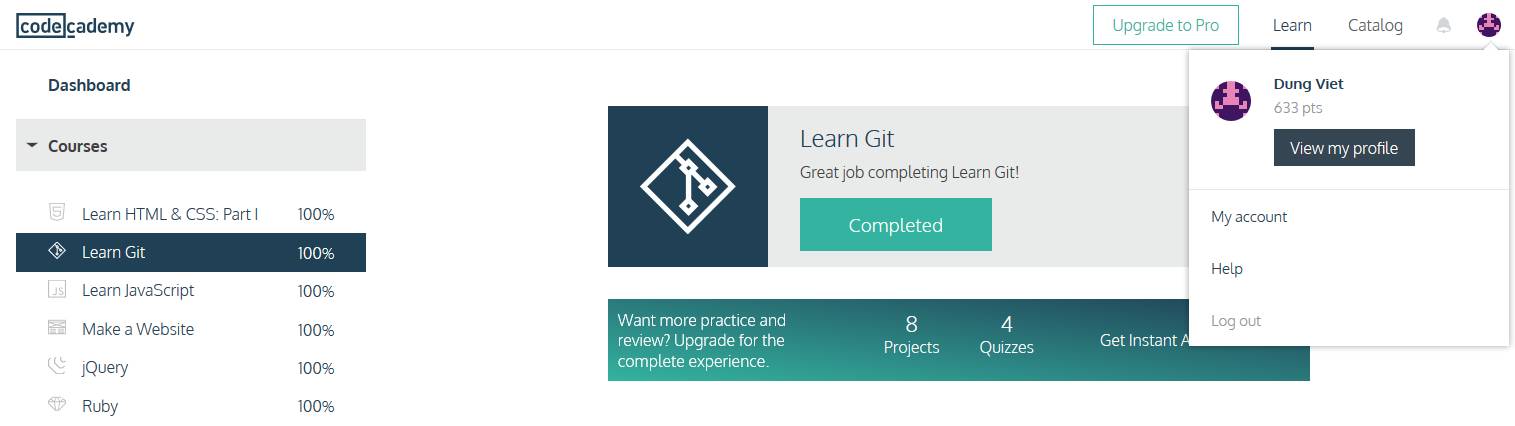 codecademy
Upgrade to Pro
Learn
Catalog
Dashboard
Courses
Learn HTML & CSS: Part I 100%
Learn Git 100%
Learn JavaScript 100%
Make a Website 100%
jQuery 100%
Ruby 100%
JS
Learn Git
Great job completing Learn Git!
Completed
Want more practice and
review? Upgrade for the
complete experience.
8
Projects
4
Quizzes
Get Instant A
Dung Viet
633 pts
View my profile
My account
Help
Log out